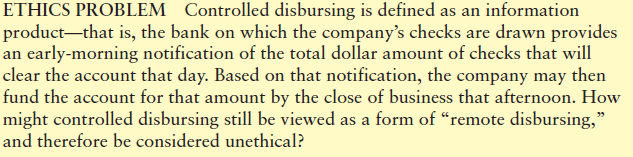 ETHICS PROBLEM Controlled disbursing is defined as an information
product—that is, the bank on which the company's checks are drawn provides
an early-morning notification of the total dollar amount of checks that will
clear the account that day. Based on that notification, the company may then
fund the account for that amount by the close of business that afternoon. How
might controlled disbursing still be viewed as a form of “remote disbursing,”
and therefore be considered unethical?